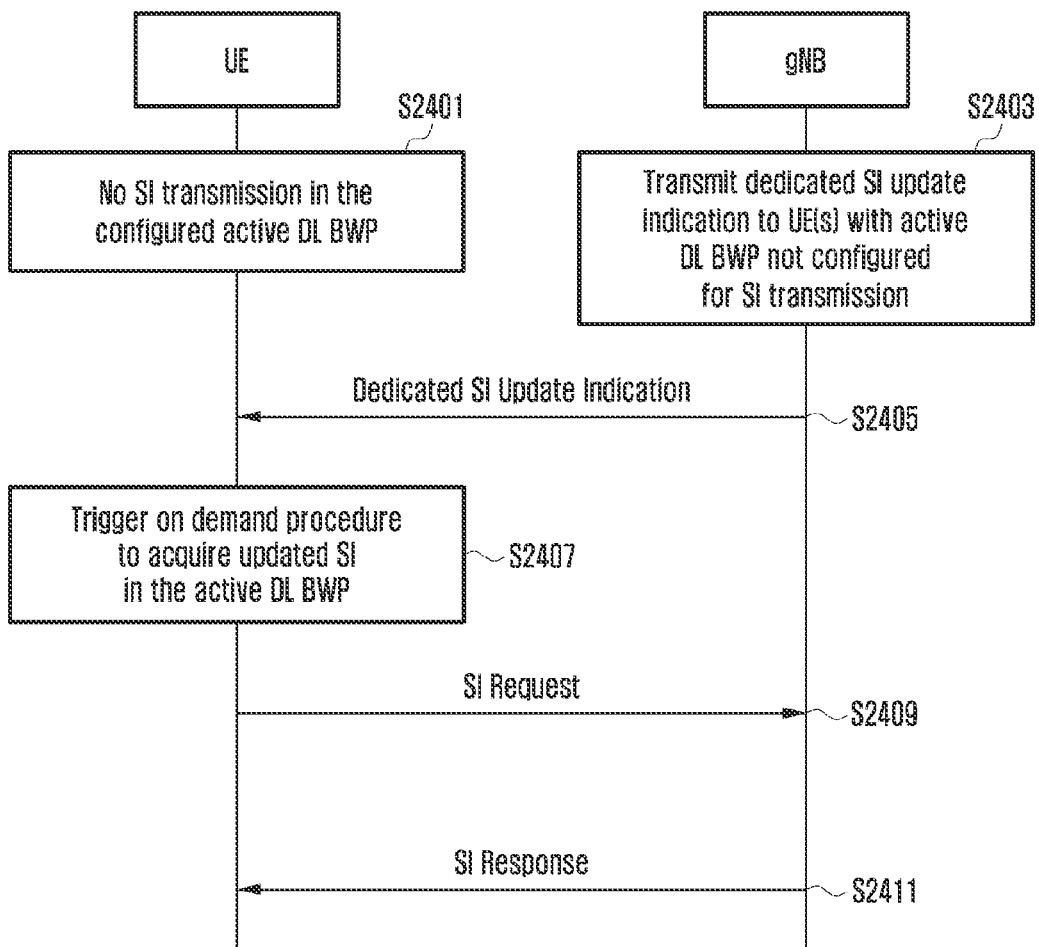 UE
gNB
S2401
S2403
No SI transmission in the
configured active DL BWP
Transmit dedicated SI update
indication to UE(s) with active
DL BWP not configured
for SI transmission
Dedicated SI Update Indication
S2405
Trigger on demand procedure
to acquire updated SI
in the active DL BWP
S2407
SI Request
S2409
SI Response
S2411